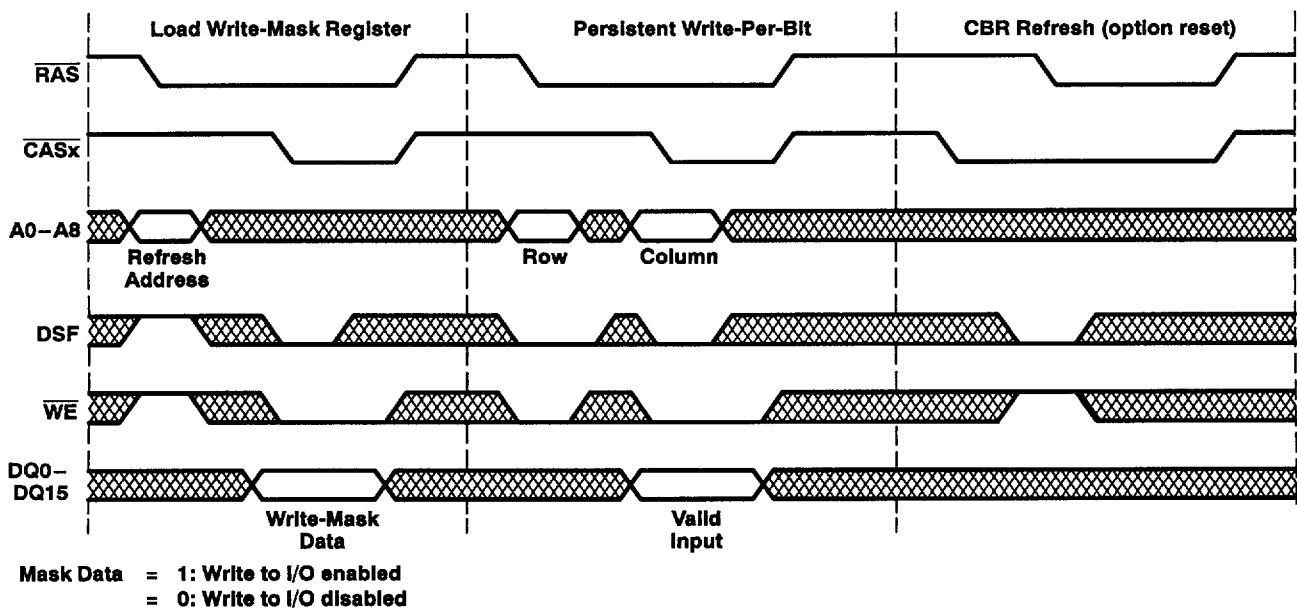 Load Write-Mask Register
Persistent Write-Per-Bit
CBR Refresh (option reset)
RAS
CASx
A0–A8
Refresh
Address
Row
Column
DSF
WE
DQ0–
DQ15
Write-Mask
Data
Valid
Input
Mask Data = 1: Write to I/O enabled
= 0: Write to I/O disabled